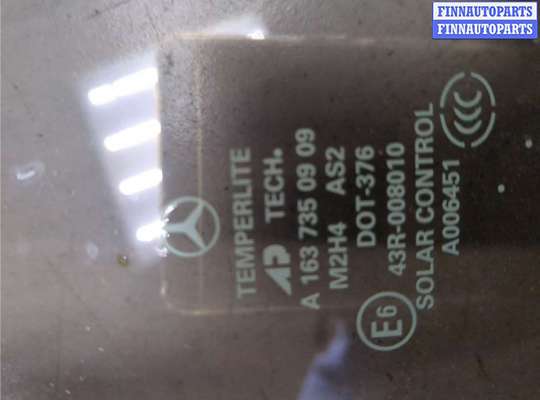 FINNAUTOPARTS
FINNAUTOPARTS
TEMPERLITE
AP TECH.
A 163 735 09 09
M2H4 AS2
DOT-376
E6 43R-008010
SOLAR CONTROL
A006451
CCC